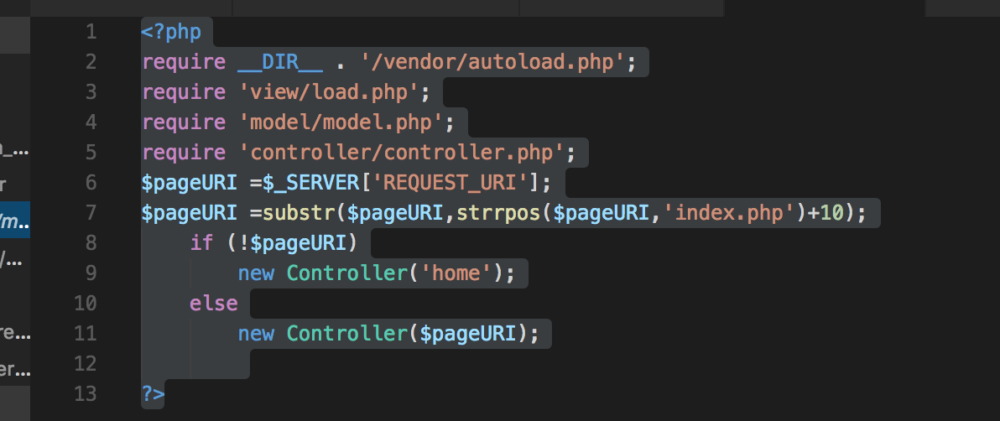 1 <?php
2 require __DIR__ . '/vendor/autoload.php';
3 require 'view/load.php';
4 require 'model/model.php';
5 require 'controller/controller.php';
6 $pageURI =$_SERVER['REQUEST_URI'];
7 $pageURI =substr($pageURI,strrpos($pageURI,'index.php')+10);
8 if (!$pageURI)
9 new Controller('home');
10 else
11 new Controller($pageURI);
12
13 ?>